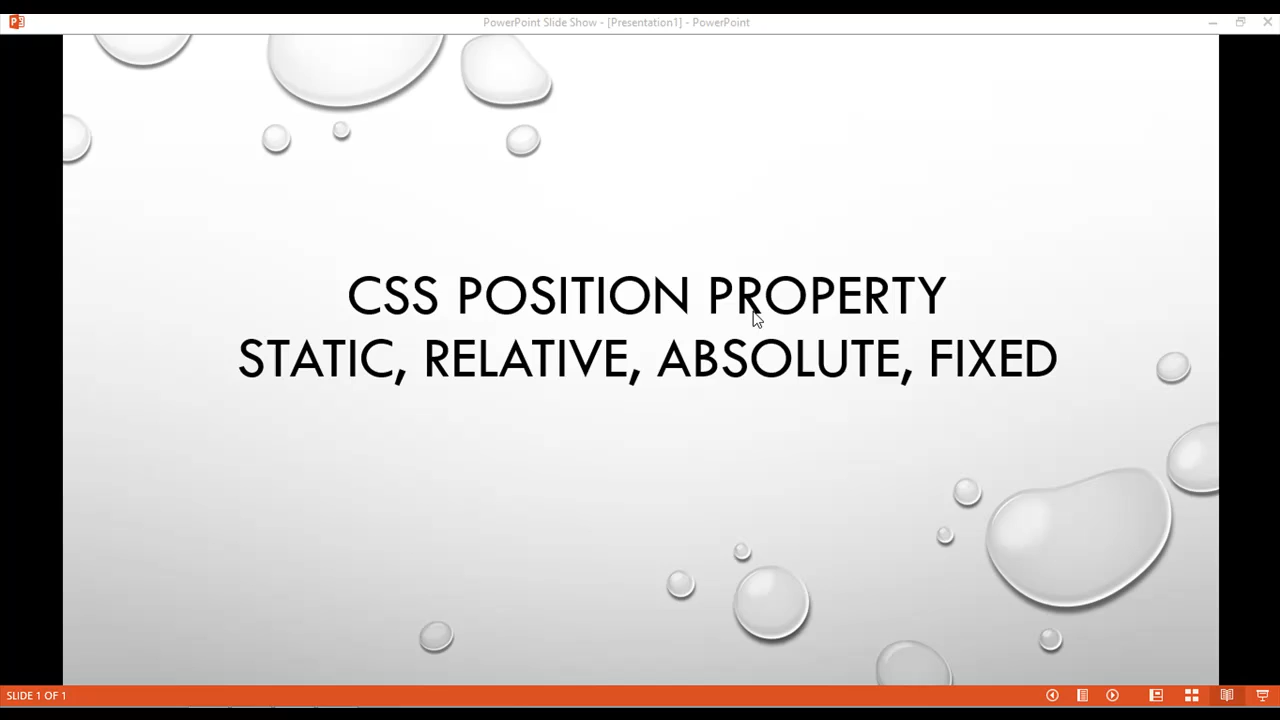 PowerPoint Slide Show - [Presentation1] - PowerPoint
CSS POSITION PROPERTY
STATIC, RELATIVE, ABSOLUTE, FIXED
SLIDE 1 OF 1